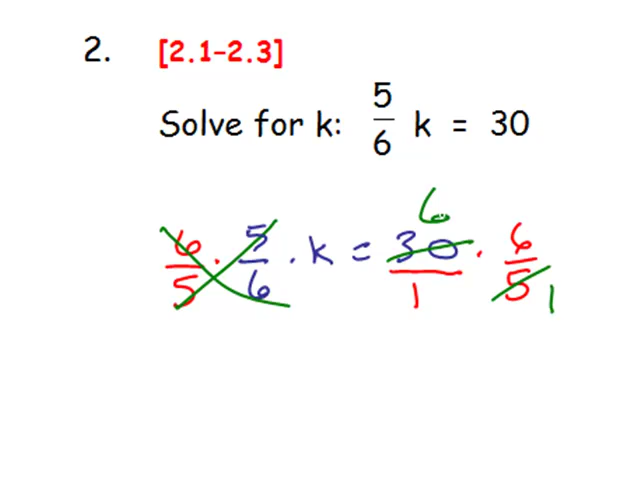 2. [2.1-2.3]
Solve for k: 5/6 k = 30
6/5 · 5/6 · k = 30/1 · 6/5
6
1